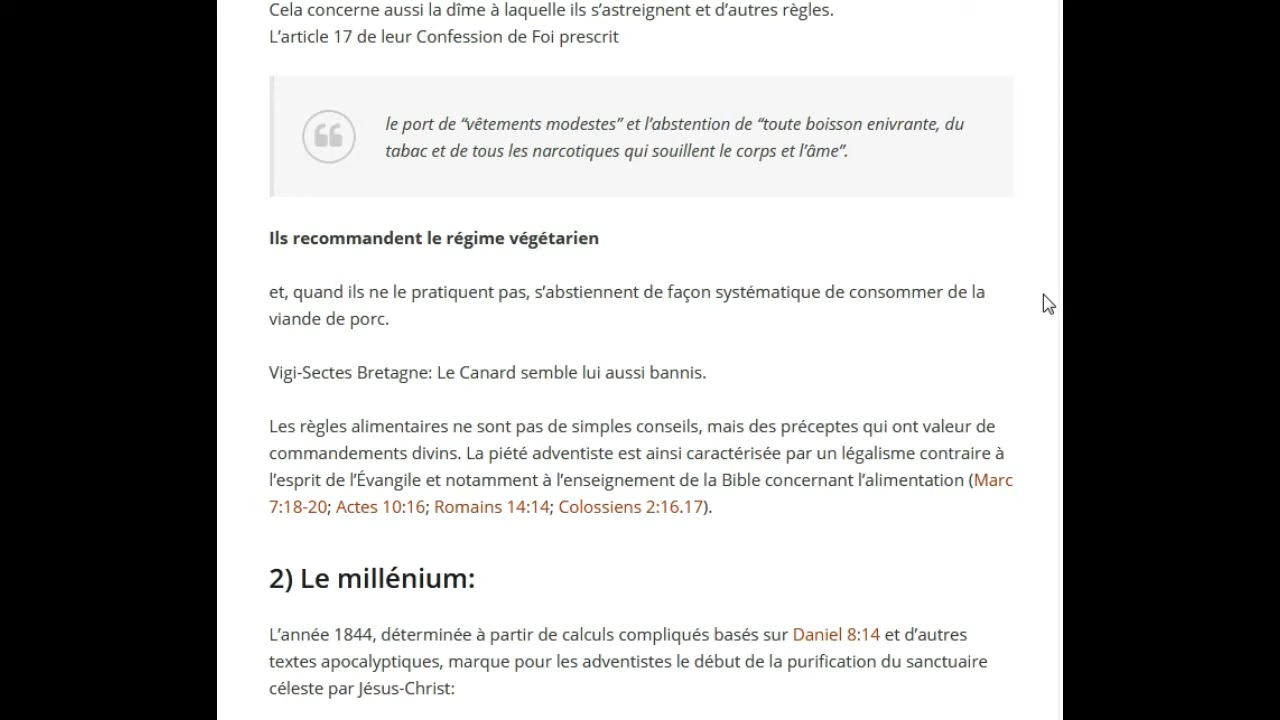 Cela concerne aussi la dîme à laquelle ils s’astreignent et d’autres règles.
L’article 17 de leur Confession de Foi prescrit
le port de “vêtements modestes” et l’abstention de “toute boisson enivrante, du
tabac et de tous les narcotiques qui souillent le corps et l’âme”.
Ils recommandent le régime végétarien
et, quand ils ne le pratiquent pas, s’abstiennent de façon systématique de consommer de la
viande de porc.
Vigi-Sectes Bretagne: Le Canard semble lui aussi bannis.
Les règles alimentaires ne sont pas de simples conseils, mais des préceptes qui ont valeur de
commandements divins. La piété adventiste est ainsi caractérisée par un légalisme contraire à
l’esprit de l’Évangile et notamment à l’enseignement de la Bible concernant l’alimentation (Marc
7:18-20; Actes 10:16; Romains 14:14; Colossiens 2:16.17).
2) Le millénium:
L’année 1844, déterminée à partir de calculs compliqués basés sur Daniel 8:14 et d’autres
textes apocalyptiques, marque pour les adventistes le début de la purification du sanctuaire
céleste par Jésus-Christ: